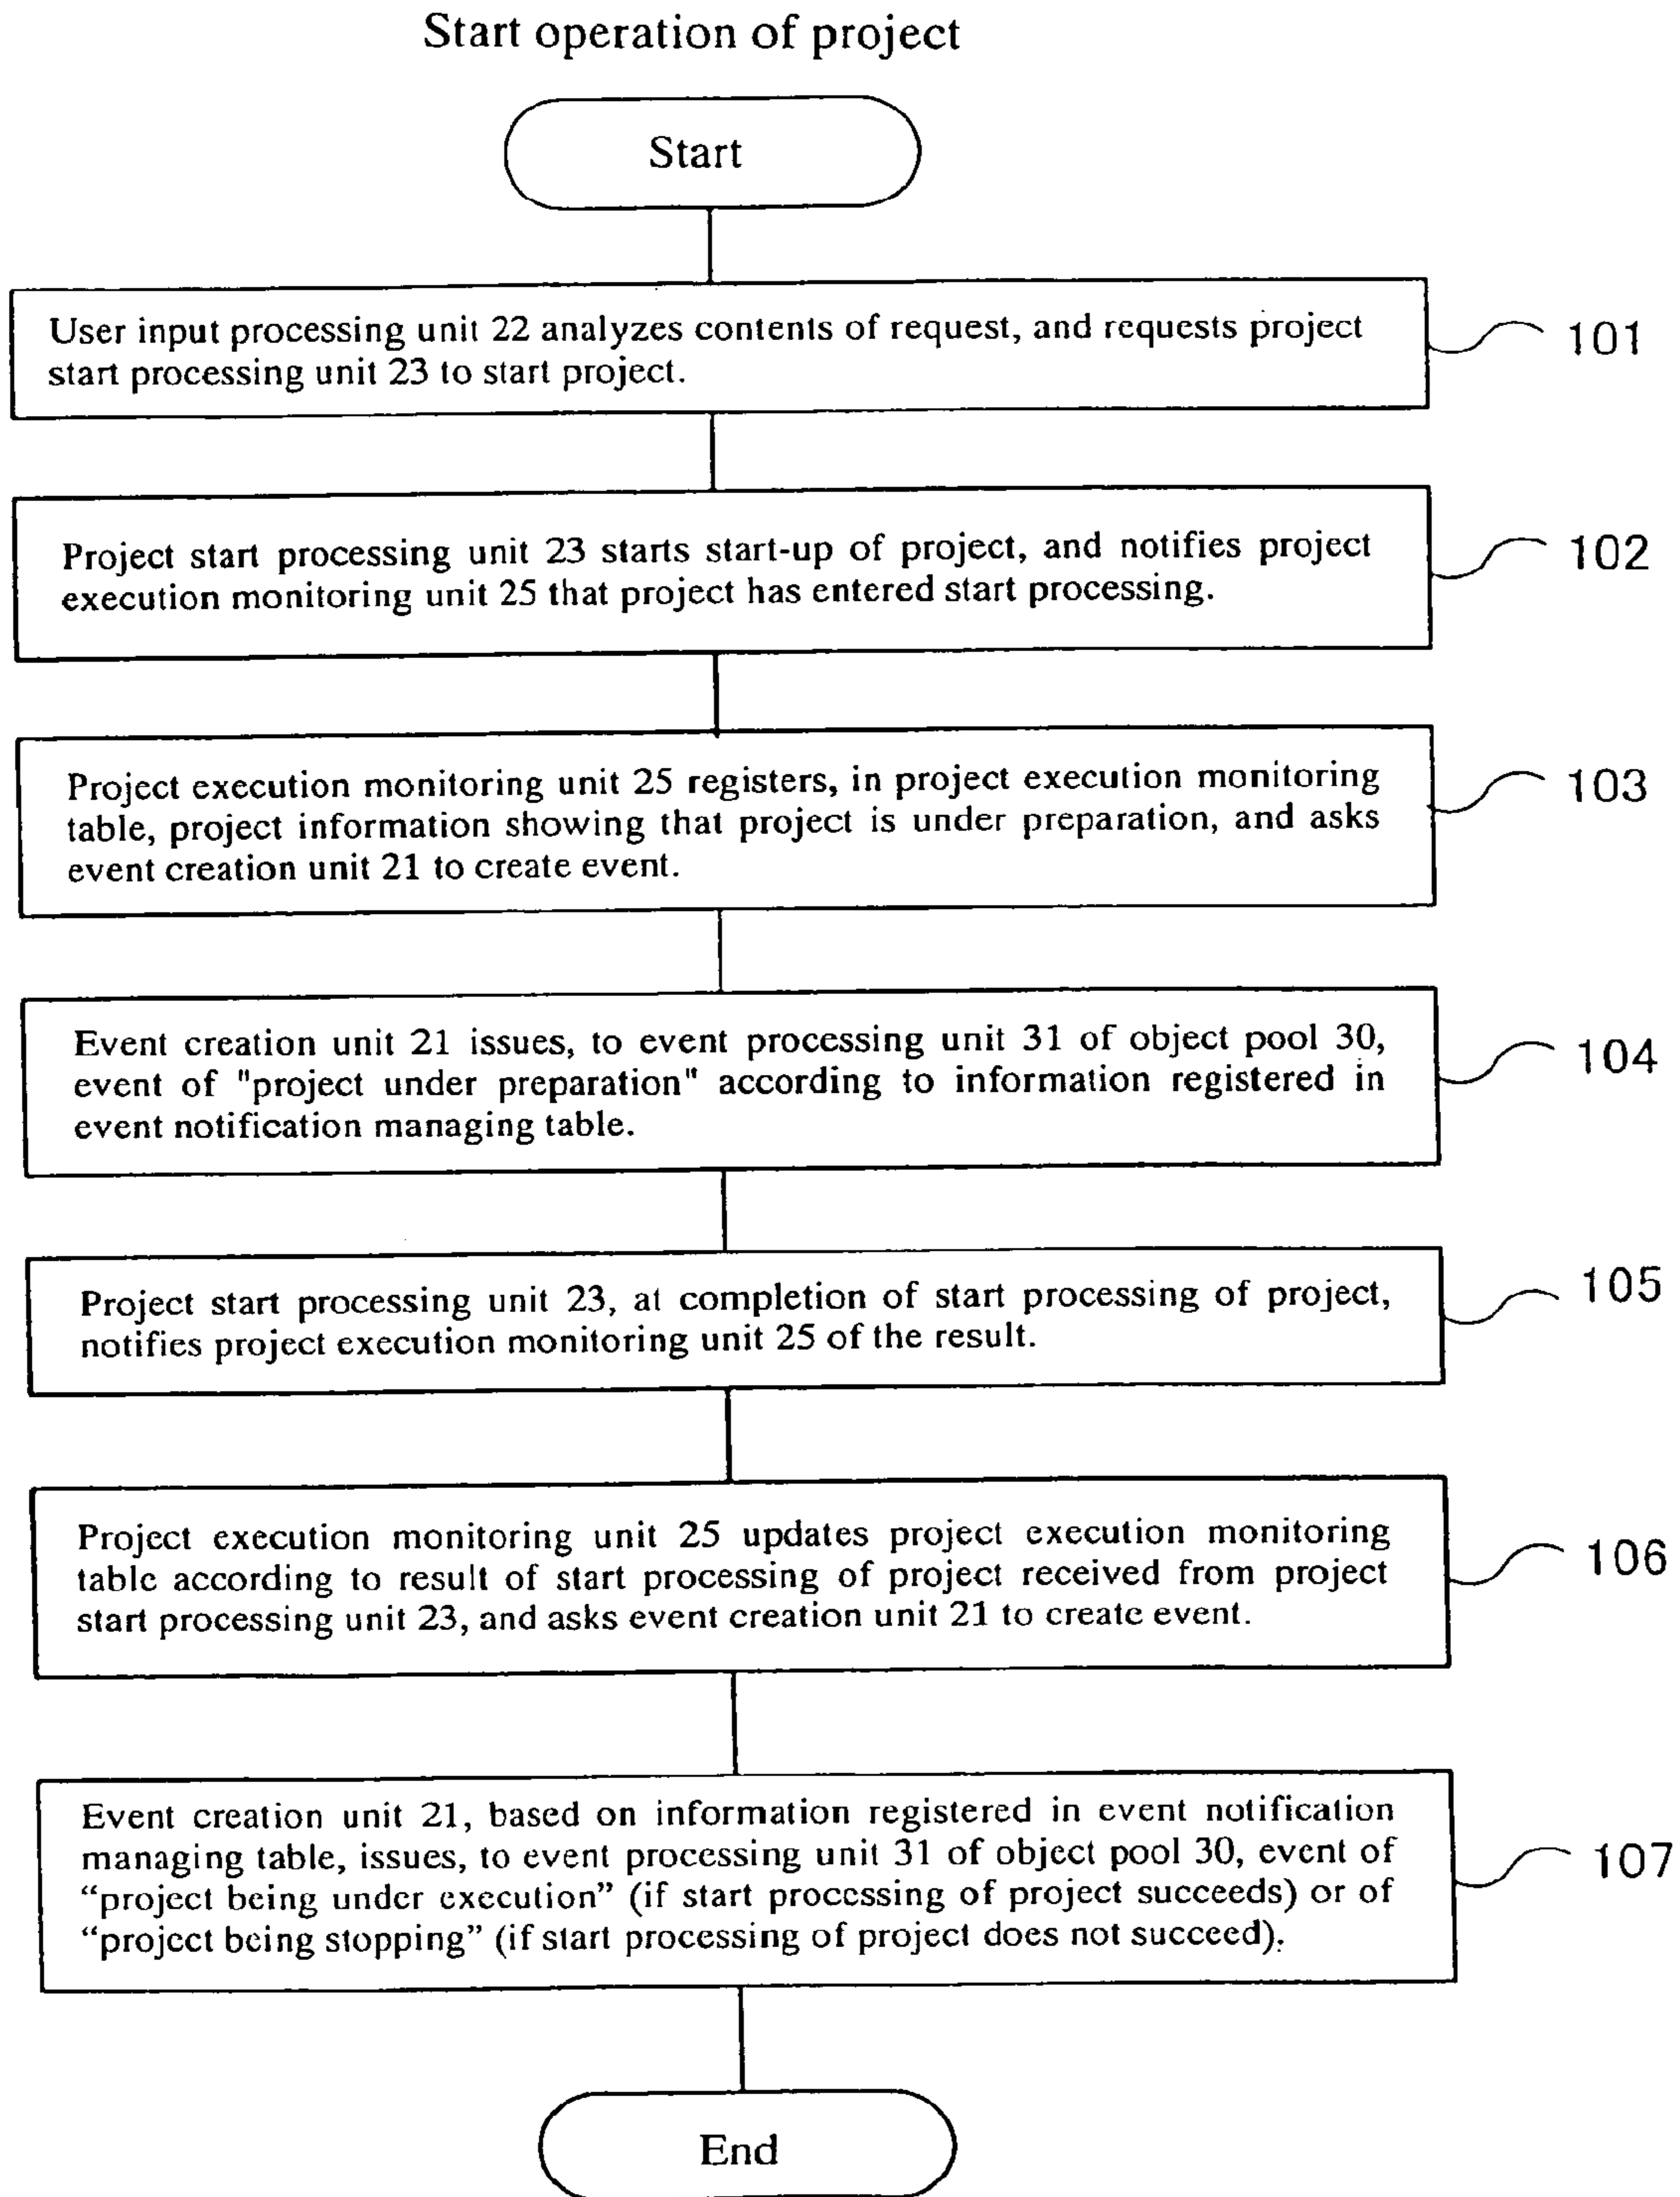 Start operation of project
Start
User input processing unit 22 analyzes contents of request, and requests project
start processing unit 23 to start project.
101
Project start processing unit 23 starts start-up of project, and notifies project
execution monitoring unit 25 that project has entered start processing.
102
Project execution monitoring unit 25 registers, in project execution monitoring
table, project information showing that project is under preparation, and asks
event creation unit 21 to create event.
103
Event creation unit 21 issues, to event processing unit 31 of object pool 30,
event of "project under preparation" according to information registered in
event notification managing table.
104
Project start processing unit 23, at completion of start processing of project,
notifies project execution monitoring unit 25 of the result.
105
Project execution monitoring unit 25 updates project execution monitoring
table according to result of start processing of project received from project
start processing unit 23, and asks event creation unit 21 to create event.
106
Event creation unit 21, based on information registered in event notification
managing table, issues, to event processing unit 31 of object pool 30, event of
“project being under execution” (if start processing of project succeeds) or of
“project being stopping” (if start processing of project does not succeed).
107
End